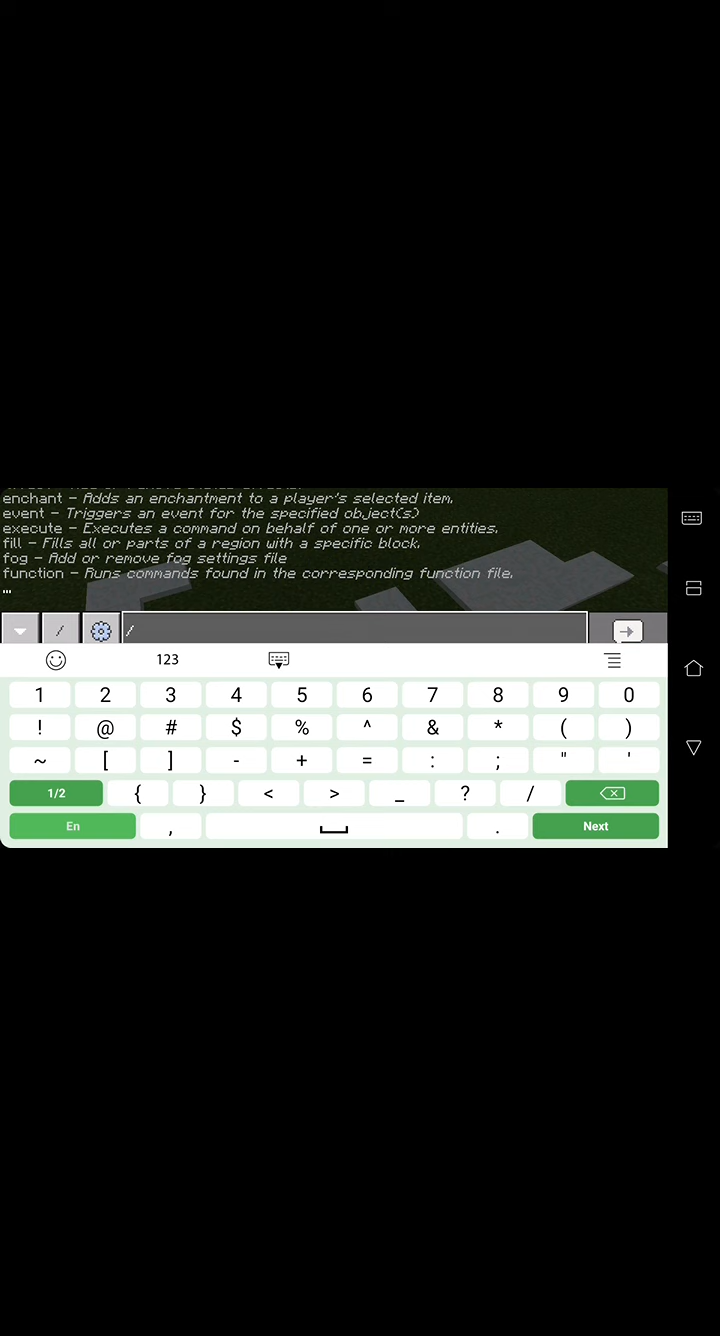 enchant - Adds an enchantment to a player's selected item.
event - Triggers an event for the specified object(s)
execute - Executes a command on behalf of one or more entities.
fill - Fills all or parts of a region with a specific block.
fog - Add or remove fog settings file
function - Runs commands found in the corresponding function file.
...
/ /
123
1 2 3 4 5 6 7 8 9 0
! @ # $ % ^ & * ( )
~ [ ] - + = : ; " '
1/2 { } < > _ ? /
En , . Next